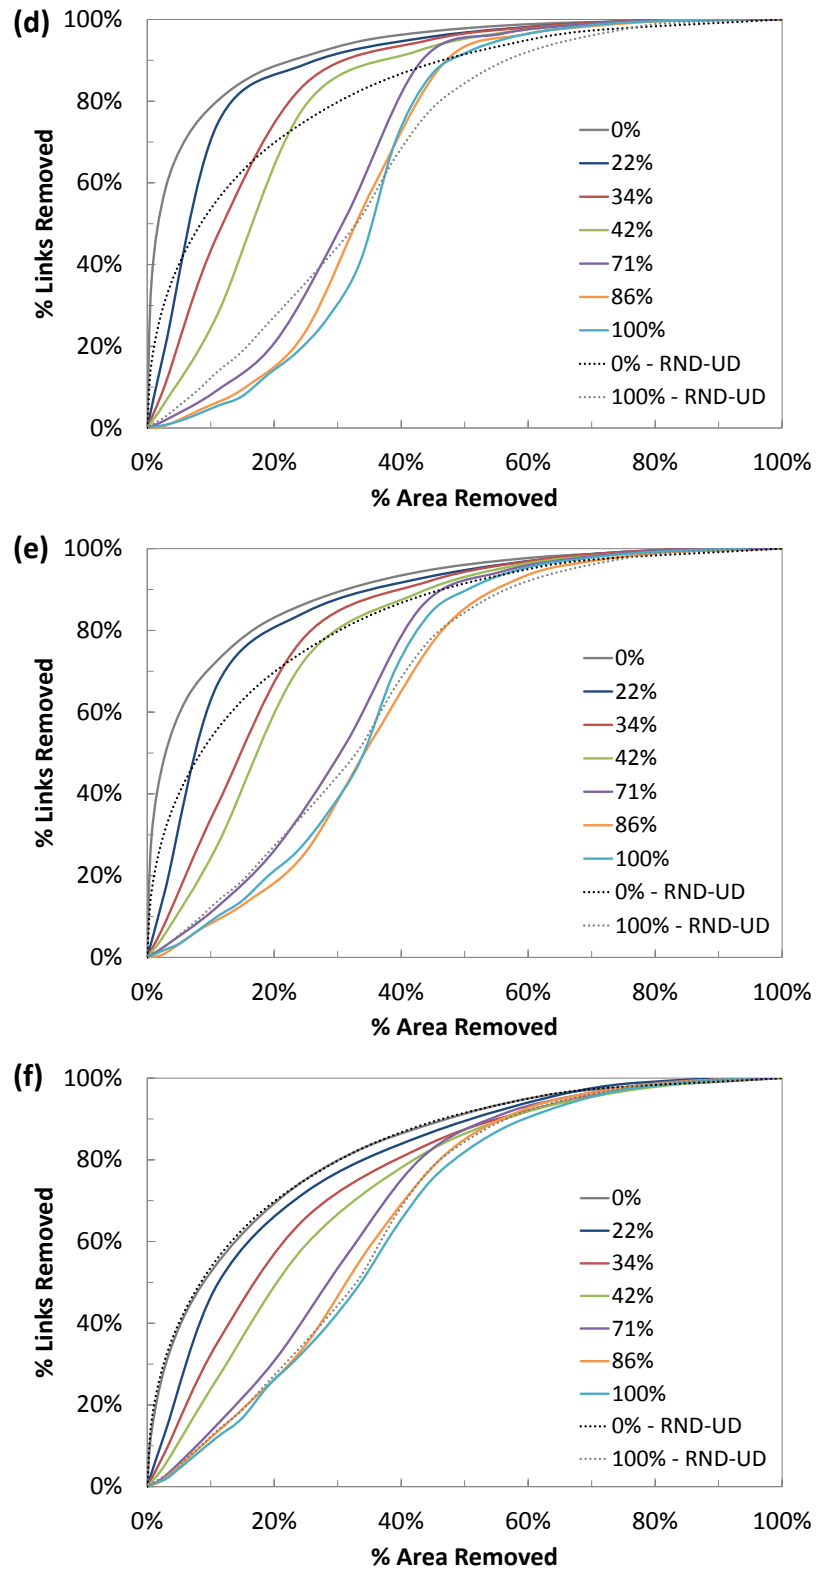 (d)
100%
80%
60%
40%
20%
0%
% Links Removed
0%
22%
34%
42%
71%
86%
100%
0% - RND-UD
100% - RND-UD
0% 20% 40% 60% 80% 100%
% Area Removed
(e)
100%
80%
60%
40%
20%
0%
% Links Removed
0%
22%
34%
42%
71%
86%
100%
0% - RND-UD
100% - RND-UD
0% 20% 40% 60% 80% 100%
% Area Removed
(f)
100%
80%
60%
40%
20%
0%
% Links Removed
0%
22%
34%
42%
71%
86%
100%
0% - RND-UD
100% - RND-UD
0% 20% 40% 60% 80% 100%
% Area Removed